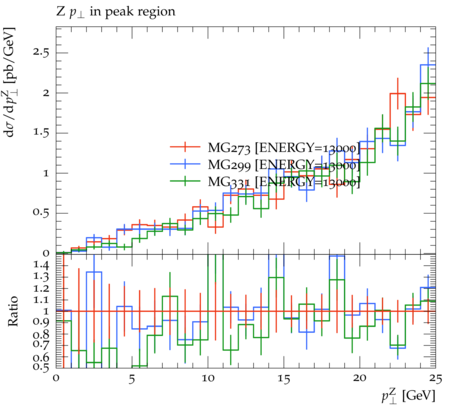 Z p⊥ in peak region
dσ/dp⊥^Z [pb/GeV]
2.5
2
1.5
1
0.5
0
MG273 [ENERGY=13000]
MG299 [ENERGY=13000]
MG331 [ENERGY=13000]
Ratio
1.4
1.3
1.2
1.1
1
0.9
0.8
0.7
0.6
0.5
0 5 10 15 20 25
p⊥^Z [GeV]